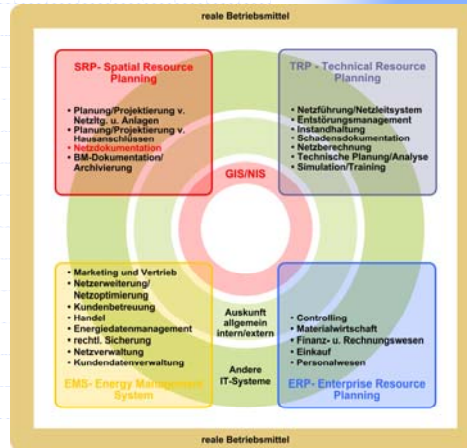 reale Betriebsmittel
SRP- Spatial Resource
Planning
• Planung/Projektierung v.
Netzltg. u. Anlagen
• Planung/Projektierung v.
Hausanschlüssen
• Netzdokumentation
• BM-Dokumentation/
Archivierung
TRP - Technical Resource
Planning
• Netzführung/Netzleitsystem
• Entstörungsmanagement
• Instandhaltung
• Schadensdokumentation
• Netzberechnung
• Technische Planung/Analyse
• Simulation/Training
GIS/NIS
• Marketing und Vertrieb
• Netzerweiterung/
Netzoptimierung
• Kundenbetreuung
• Handel
• Energiedatenmanagement
• rechtl. Sicherung
• Netzverwaltung
• Kundendatenverwaltung
EMS- Energy Management
System
Auskunft
allgemein
intern/extern
Andere
IT-Systeme
• Controlling
• Materialwirtschaft
• Finanz- u. Rechnungswesen
• Einkauf
• Personalwesen
ERP- Enterprise Resource
Planning
reale Betriebsmittel